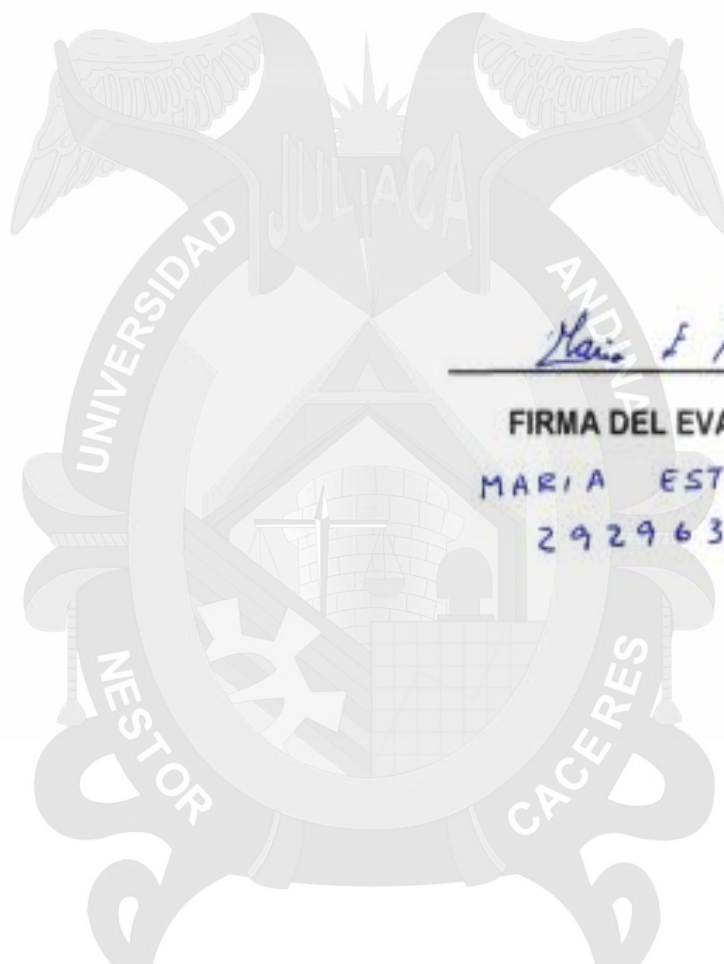 JULIACA
UNIVERSIDAD ANDINA
FIRMA DEL EVA
MARIA EST
292963
NESTOR CACERES